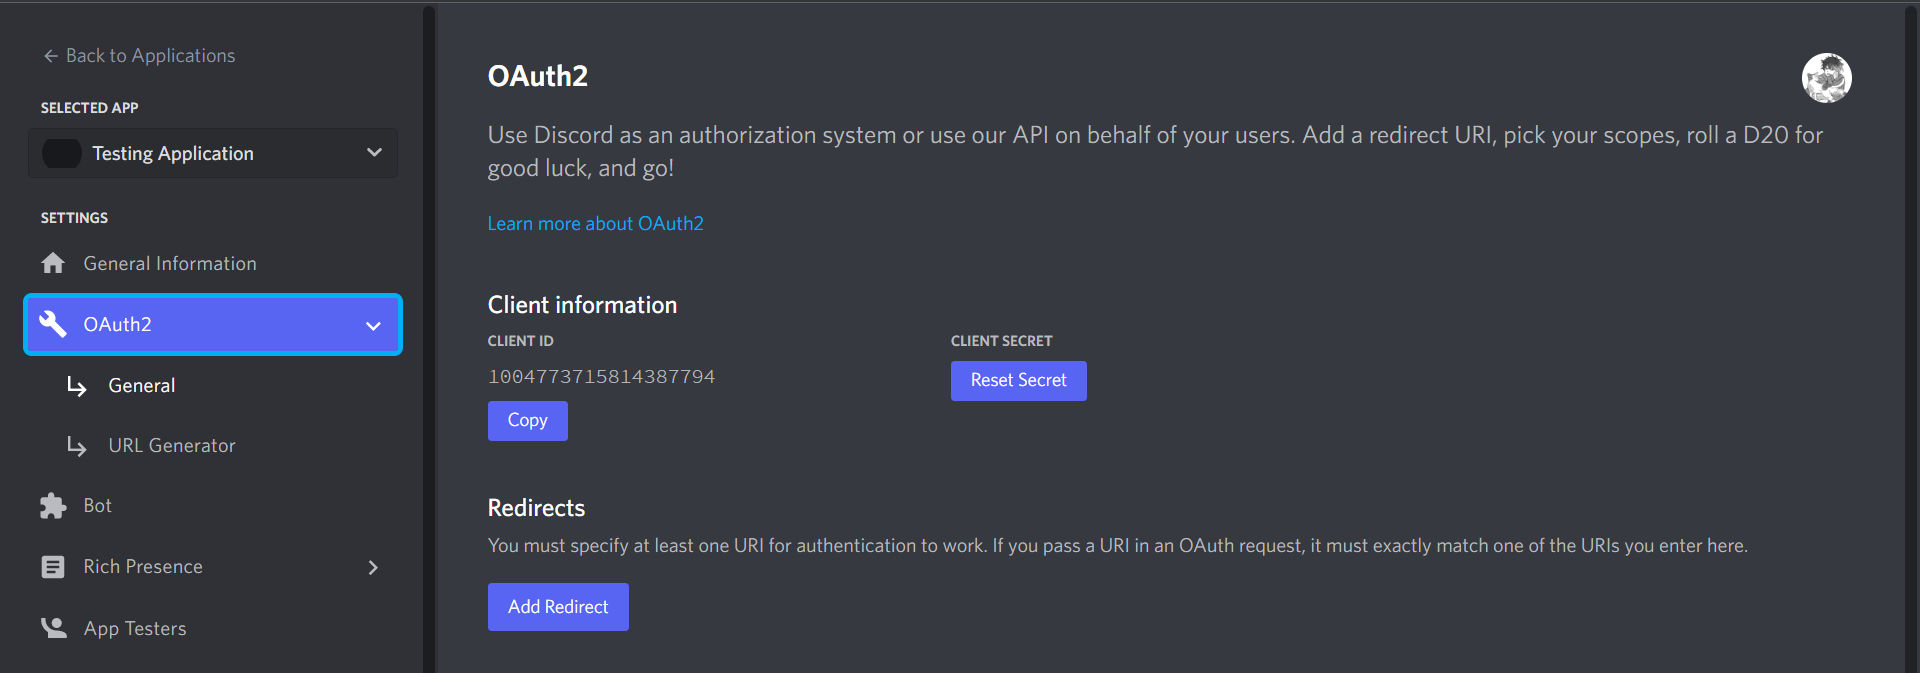 Back to Applications
SELECTED APP
Testing Application
SETTINGS
General Information
OAuth2
General
URL Generator
Bot
Rich Presence
App Testers
OAuth2
Use Discord as an authorization system or use our API on behalf of your users. Add a redirect URI, pick your scopes, roll a D20 for
good luck, and go!
Learn more about OAuth2
Client information
CLIENT ID
1004773715814387794
Copy
CLIENT SECRET
Reset Secret
Redirects
You must specify at least one URI for authentication to work. If you pass a URI in an OAuth request, it must exactly match one of the URIs you enter here.
Add Redirect